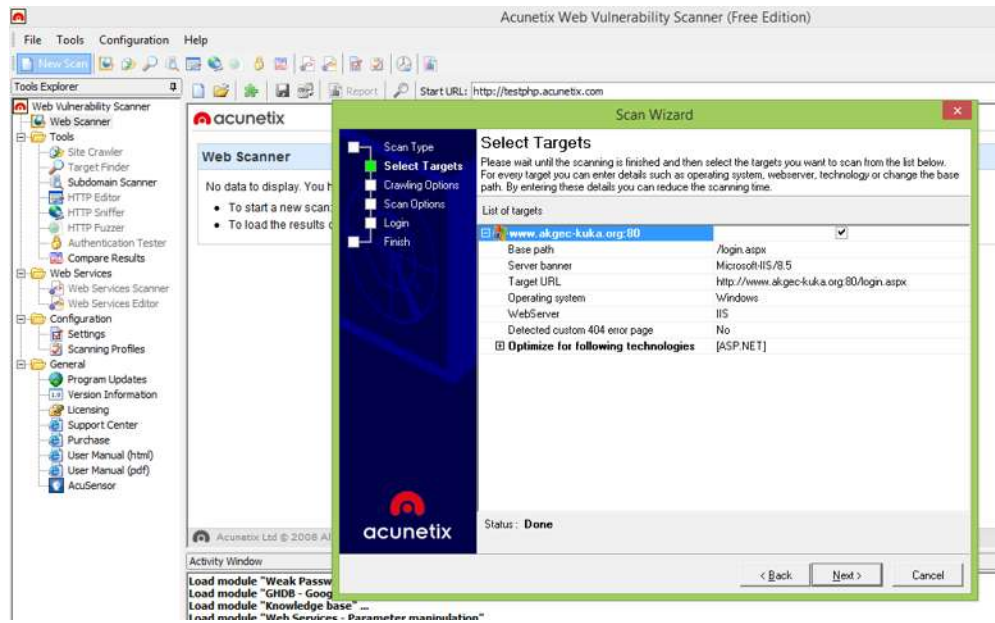 Acunetix Web Vulnerability Scanner (Free Edition)
File Tools Configuration Help
New Scan
Tools Explorer
Report
Start URL: http://testphp.acunetix.com
Web Vulnerability Scanner
Web Scanner
Tools
Site Crawler
Target Finder
Subdomain Scanner
HTTP Editor
HTTP Sniffer
HTTP Fuzzer
Authentication Tester
Compare Results
Web Services
Web Services Scanner
Web Services Editor
Configuration
Settings
Scanning Profiles
General
Program Updates
Version Information
Licensing
Support Center
Purchase
User Manual (html)
User Manual (pdf)
AcuSensor
acunetix
Web Scanner
No data to display. You h
• To start a new scan:
• To load the results o
Acunetix Ltd © 2008 Al
Activity Window
Load module "Weak Passw
Load module "GHDB - Goog
Load module "Knowledge base" ...
Load module "Web Services - Parameter manipulation"
Scan Wizard
Scan Type
Select Targets
Crawling Options
Scan Options
Login
Finish
acunetix
Select Targets
Please wait until the scanning is finished and then select the targets you want to scan from the list below.
For every target you can enter details such as operating system, webserver, technology or change the base
path. By entering these details you can reduce the scanning time.
List of targets
www.akgec-kuka.org:80
Base path /login.aspx
Server banner Microsoft-IIS/8.5
Target URL http://www.akgec-kuka.org:80/login.aspx
Operating system Windows
WebServer IIS
Detected custom 404 error page No
Optimize for following technologies [ASP.NET]
Status: Done
< Back Next > Cancel